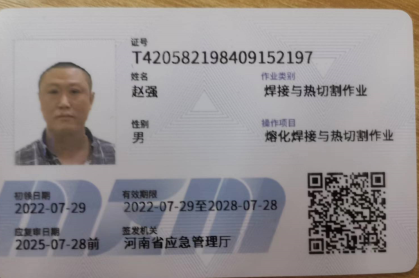 证号
T420582198409152197
姓名
作业类别
赵强
焊接与热切割作业
性别
操作项目
男
熔化焊接与热切割作业
初领日期
有效期限
2022-07-29
2022-07-29至2028-07-28
应复审日期
签发机关
2025-07-28前
河南省应急管理厅